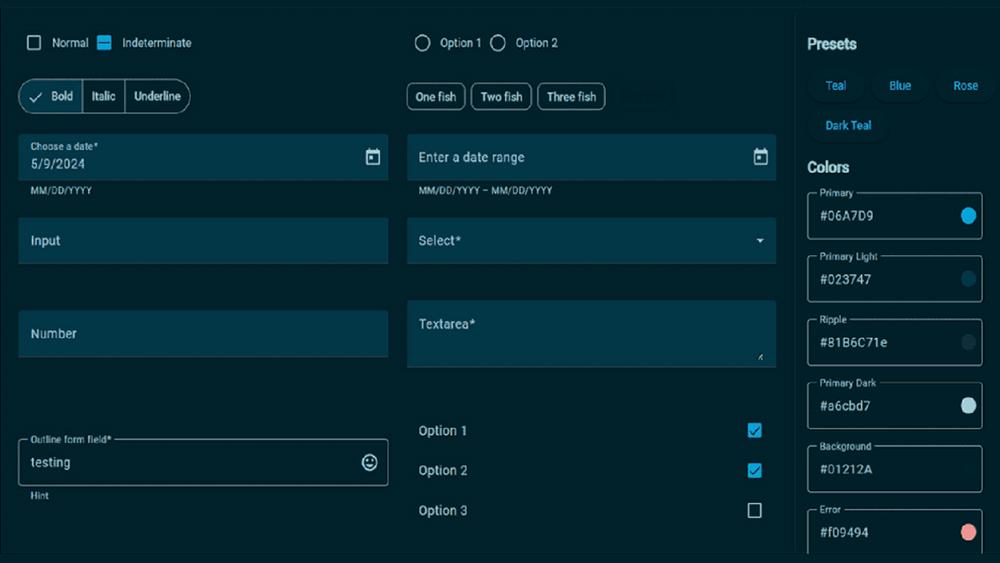 Normal Indeterminate
Option 1 Option 2
Bold Italic Underline
One fish Two fish Three fish
Choose a date*
5/9/2024
MM/DD/YYYY
Enter a date range
MM/DD/YYYY – MM/DD/YYYY
Input
Select*
Number
Textarea*
Outline form field*
testing
Hint
Option 1
Option 2
Option 3
Presets
Teal Blue Rose
Dark Teal
Colors
Primary
#06A7D9
Primary Light
#023747
Ripple
#81B6C71e
Primary Dark
#a6cbd7
Background
#01212A
Error
#f09494